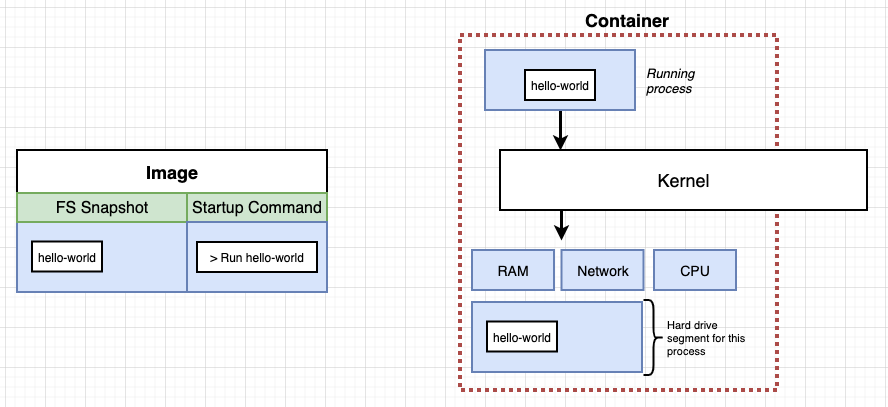 Image
FS Snapshot
Startup Command
hello-world
> Run hello-world
Container
hello-world
Running
process
Kernel
RAM
Network
CPU
hello-world
Hard drive
segment for this
process